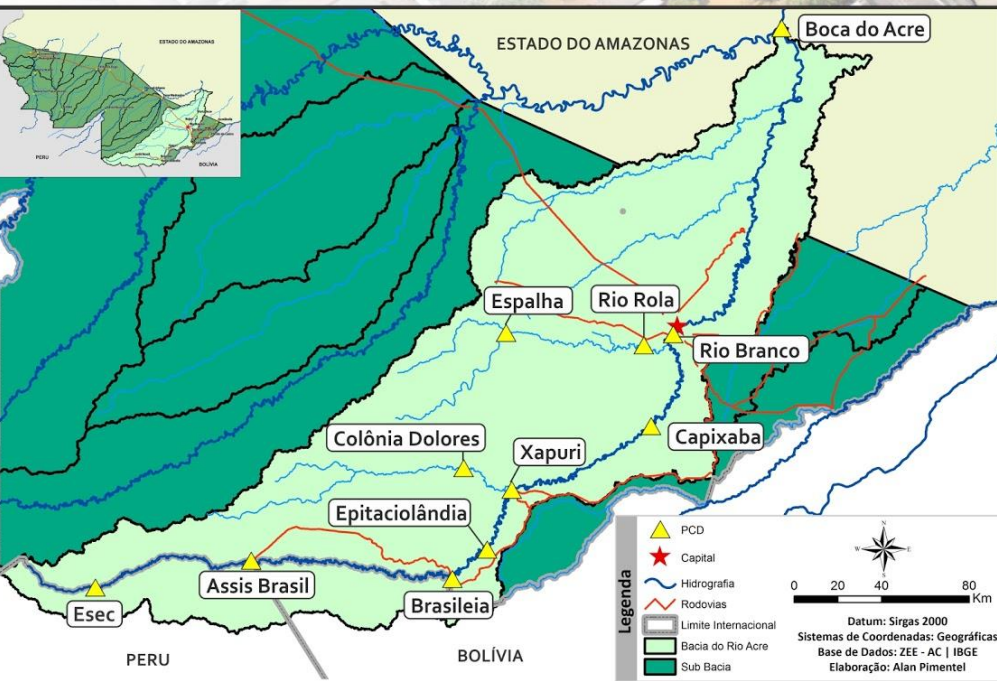 ESTADO DO AMAZONAS
PERU
BOLÍVIA
ESTADO DO AMAZONAS
Boca do Acre
Espalha
Rio Rola
Rio Branco
Colônia Dolores
Xapuri
Capixaba
Epitaciolândia
Esec
Assis Brasil
Brasileia
PERU
BOLÍVIA
Legenda
PCD
Capital
Hidrografia
Rodovias
Limite Internacional
Bacia do Rio Acre
Sub Bacia
N
W
E
S
0 20 40 80
Km
Datum: Sirgas 2000
Sistemas de Coordenadas: Geográficas
Base de Dados: ZEE - AC | IBGE
Elaboração: Alan Pimentel